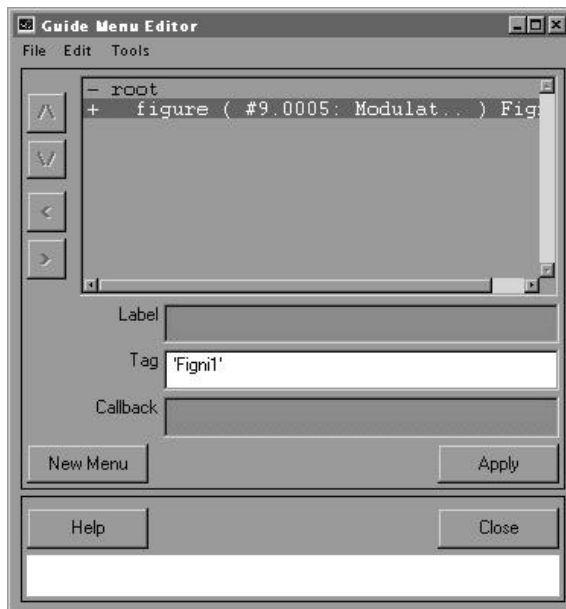 Guide Menu Editor
File Edit Tools
- root
+ figure ( #9.0005: Modulat.. ) Fig
/\
\/
<
>
Label
Tag 'Figni1'
Callback
New Menu Apply
Help Close